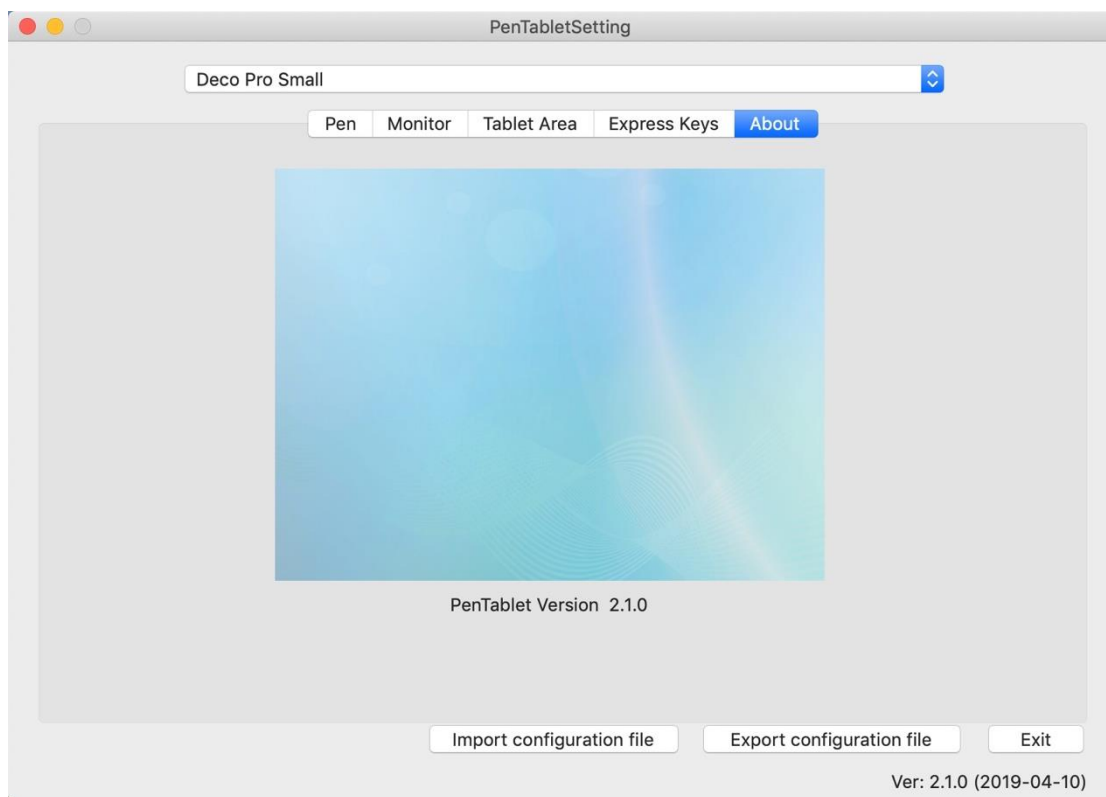 PenTabletSetting
Deco Pro Small
Pen Monitor Tablet Area Express Keys About
PenTablet Version 2.1.0
Import configuration file Export configuration file Exit
Ver: 2.1.0 (2019-04-10)